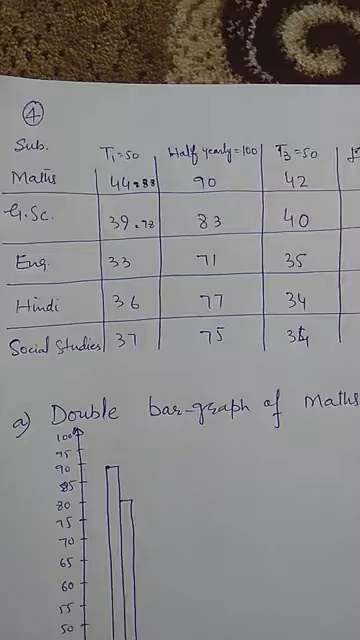 4
Sub. T1=50 Half yearly=100 T3=50
Maths 44.88 90 42
G.Sc. 39.78 83 40
Eng. 33 71 35
Hindi 36 77 34
Social Studies 37 75
a) Double bar-graph of Maths
100
95
90
85
80
75
70
65
60
55
50